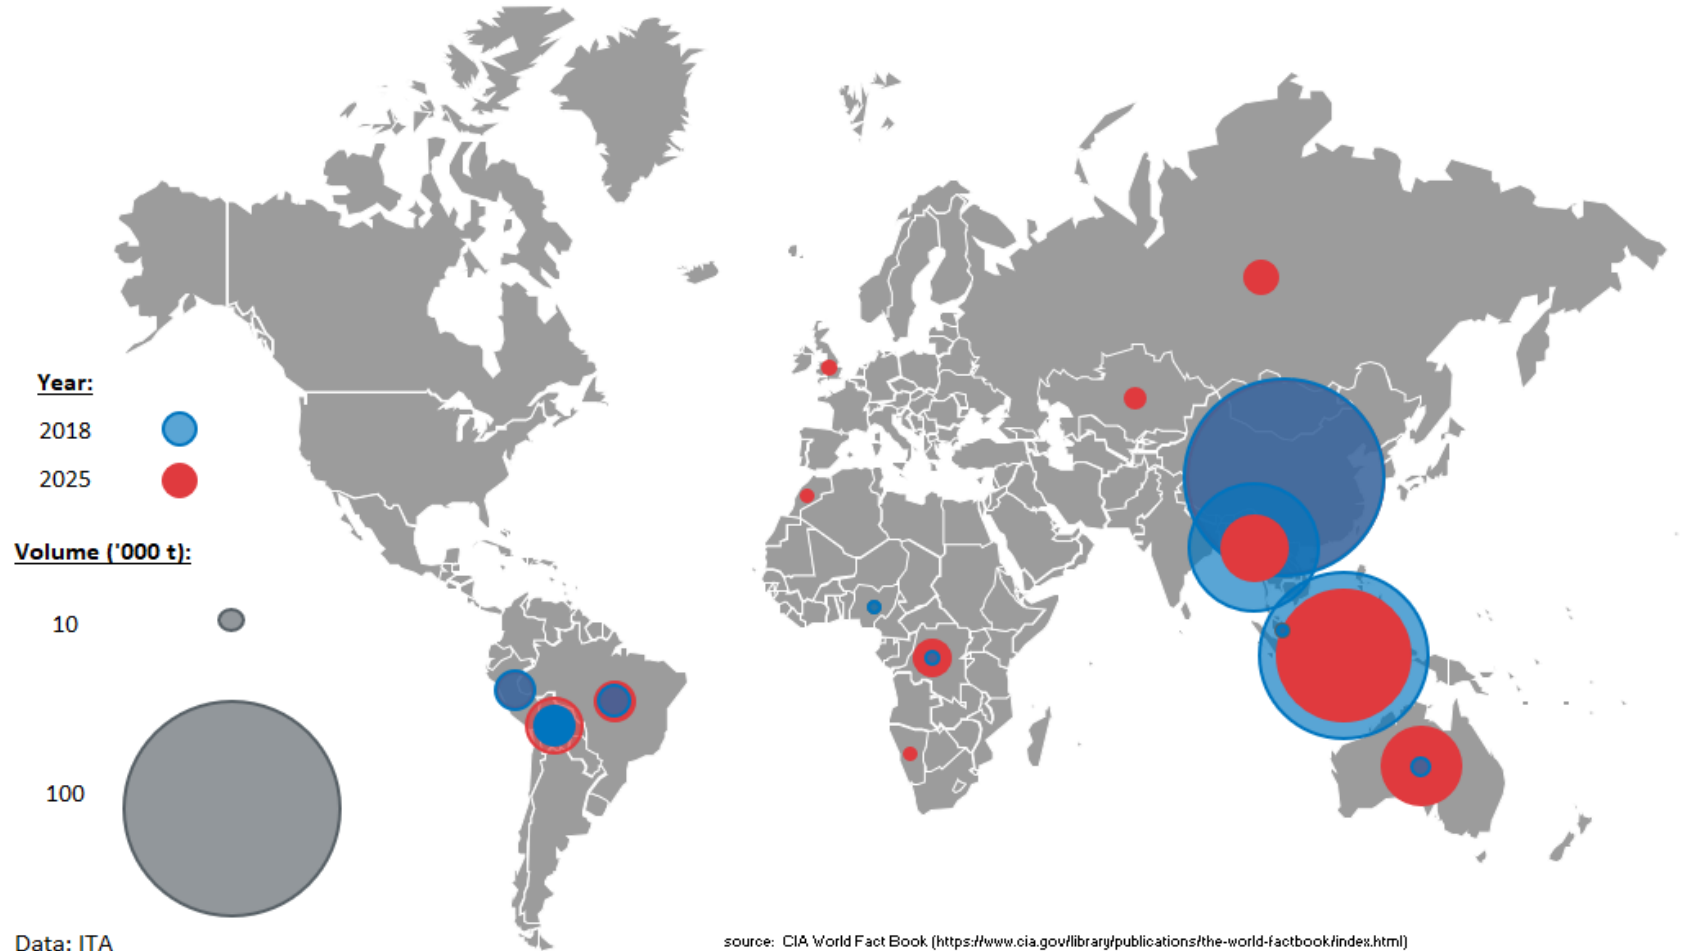 Year:
2018
2025
Volume ('000 t):
10
100
Data: ITA
source: CIA World Fact Book (https://www.cia.gov/library/publications/the-world-factbook/index.html)